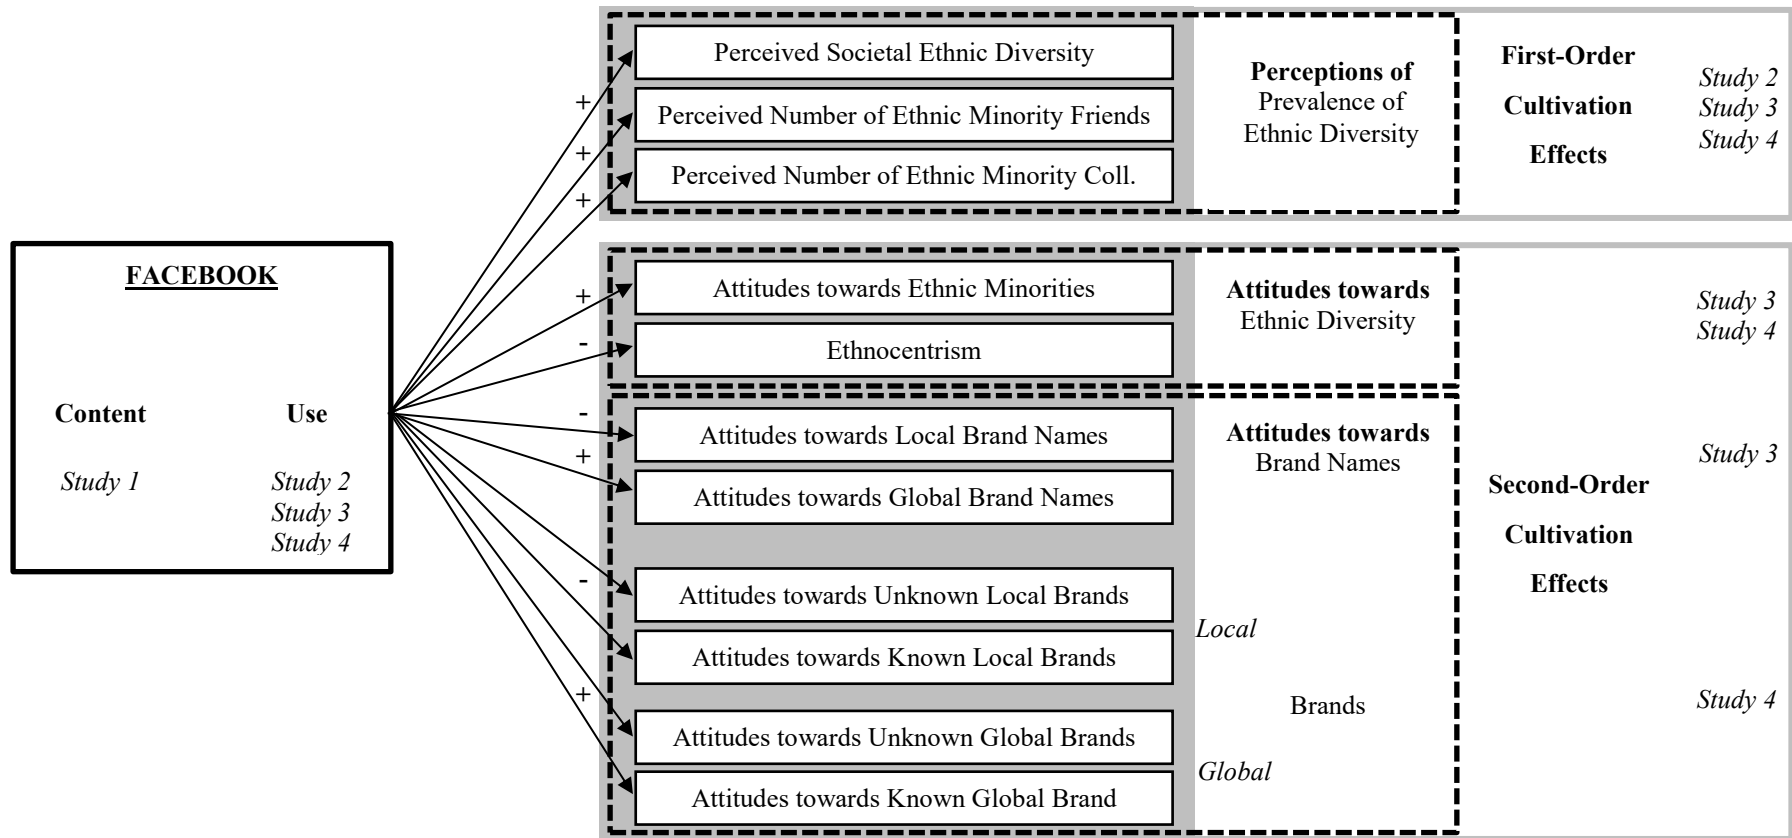 FACEBOOK
Content
Use
Study 1
Study 2
Study 3
Study 4
+
+
+
+
-
-
+
-
+
Perceived Societal Ethnic Diversity
Perceived Number of Ethnic Minority Friends
Perceived Number of Ethnic Minority Coll.
Perceptions of
Prevalence of
Ethnic Diversity
First-Order
Cultivation
Effects
Study 2
Study 3
Study 4
Attitudes towards Ethnic Minorities
Ethnocentrism
Attitudes towards
Ethnic Diversity
Study 3
Study 4
Attitudes towards Local Brand Names
Attitudes towards Global Brand Names
Attitudes towards
Brand Names
Study 3
Second-Order
Cultivation
Effects
Attitudes towards Unknown Local Brands
Attitudes towards Known Local Brands
Local
Brands
Study 4
Attitudes towards Unknown Global Brands
Attitudes towards Known Global Brand
Global